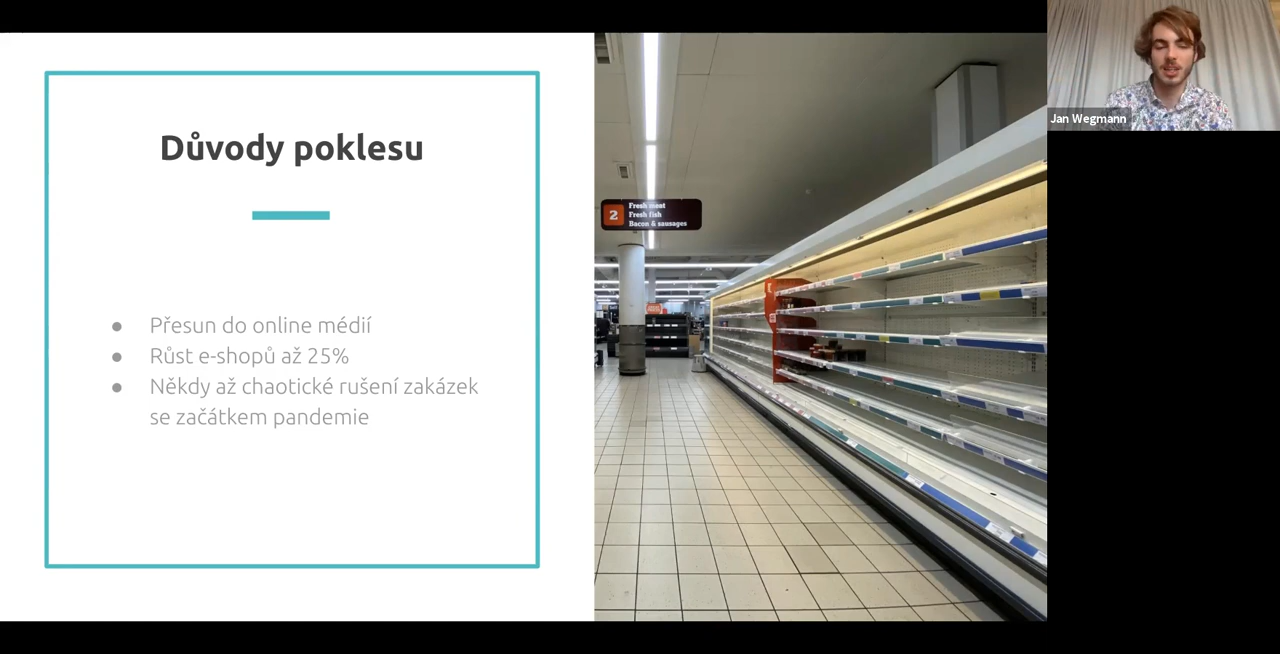 Důvody poklesu
Přesun do online médií
Růst e-shopů až 25%
Někdy až chaotické rušení zakázek
se začátkem pandemie
2
Fresh meat
Fresh fish
Bacon & sausages
Jan Wegmann